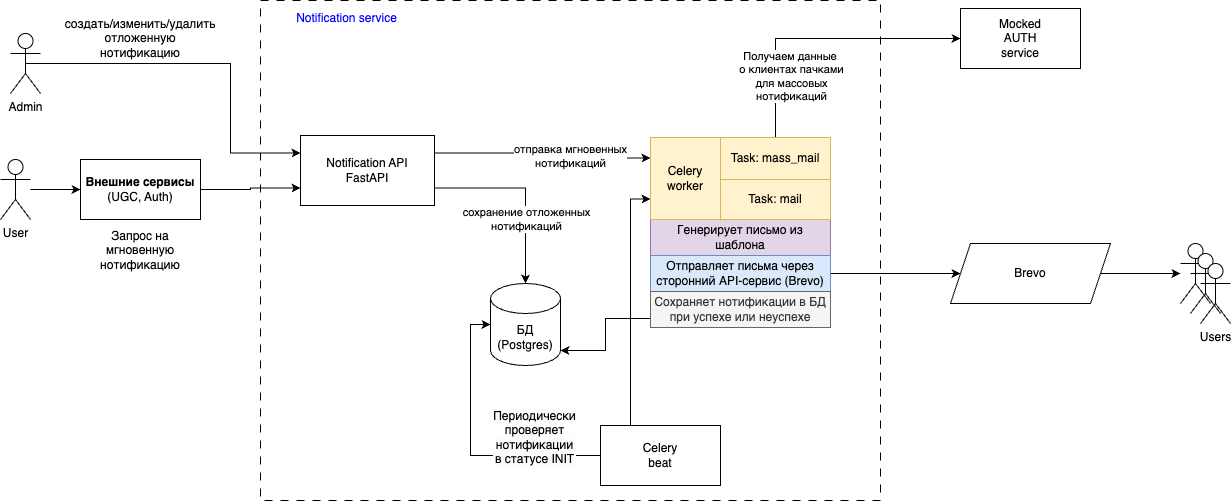 Notification service
создать/изменить/удалить
отложенную
нотификацию
Admin
User
Внешние сервисы
(UGC, Auth)
Запрос на
мгновенную
нотификацию
Notification API
FastAPI
отправка мгновенных
нотификаций
сохранение отложенных
нотификаций
БД
(Postgres)
Периодически
проверяет
нотификации
в статусе INIT
Celery
beat
Получаем данные
о клиентах пачками
для массовых
нотификаций
Mocked
AUTH
service
Celery
worker
Task: mass_mail
Task: mail
Генерирует письмо из
шаблона
Отправляет письма через
сторонний API-сервис (Brevo)
Сохраняет нотификации в БД
при успехе или неуспехе
Brevo
Users